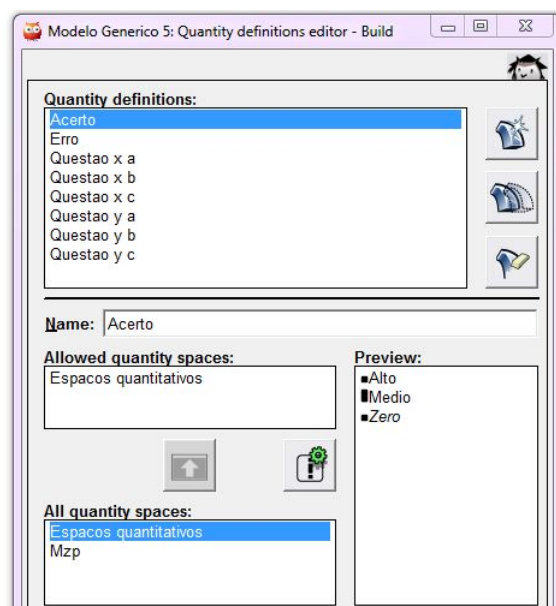 Modelo Generico 5: Quantity definitions editor - Build
Quantity definitions:
Acerto
Erro
Questao x a
Questao x b
Questao x c
Questao y a
Questao y b
Questao y c
Name: Acerto
Allowed quantity spaces:
Espacos quantitativos
Preview:
Alto
Medio
Zero
All quantity spaces:
Espacos quantitativos
Mzp